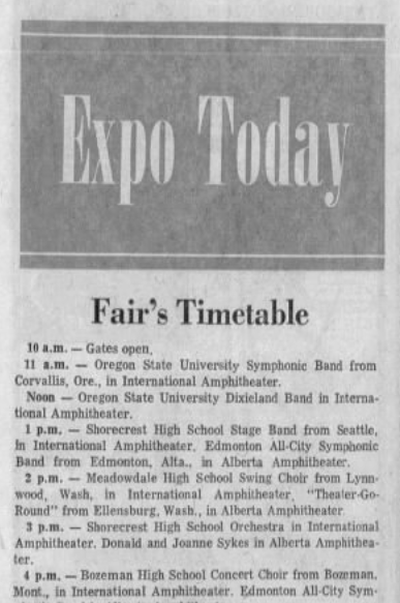 Expo Today
Fair's Timetable
10 a.m. — Gates open.
11 a.m. — Oregon State University Symphonic Band from
Corvallis, Ore., in International Amphitheater.
Noon — Oregon State University Dixieland Band in Interna-
tional Amphitheater.
1 p.m. — Shorecrest High School Stage Band from Seattle,
in International Amphitheater. Edmonton All-City Symphonic
Band from Edmonton, Alta., in Alberta Amphitheater.
2 p.m. — Meadowdale High School Swing Choir from Lynn-
wood, Wash, in International Amphitheater, "Theater-Go-
Round" from Ellensburg, Wash., in Alberta Amphitheater
3 p.m. — Shorecrest High School Orchestra in International
Amphitheater. Donald and Joanne Sykes in Alberta Amphithea-
ter.
4 p.m. — Bozeman High School Concert Choir from Bozeman,
Mont., in International Amphitheater. Edmonton All-City Sym-